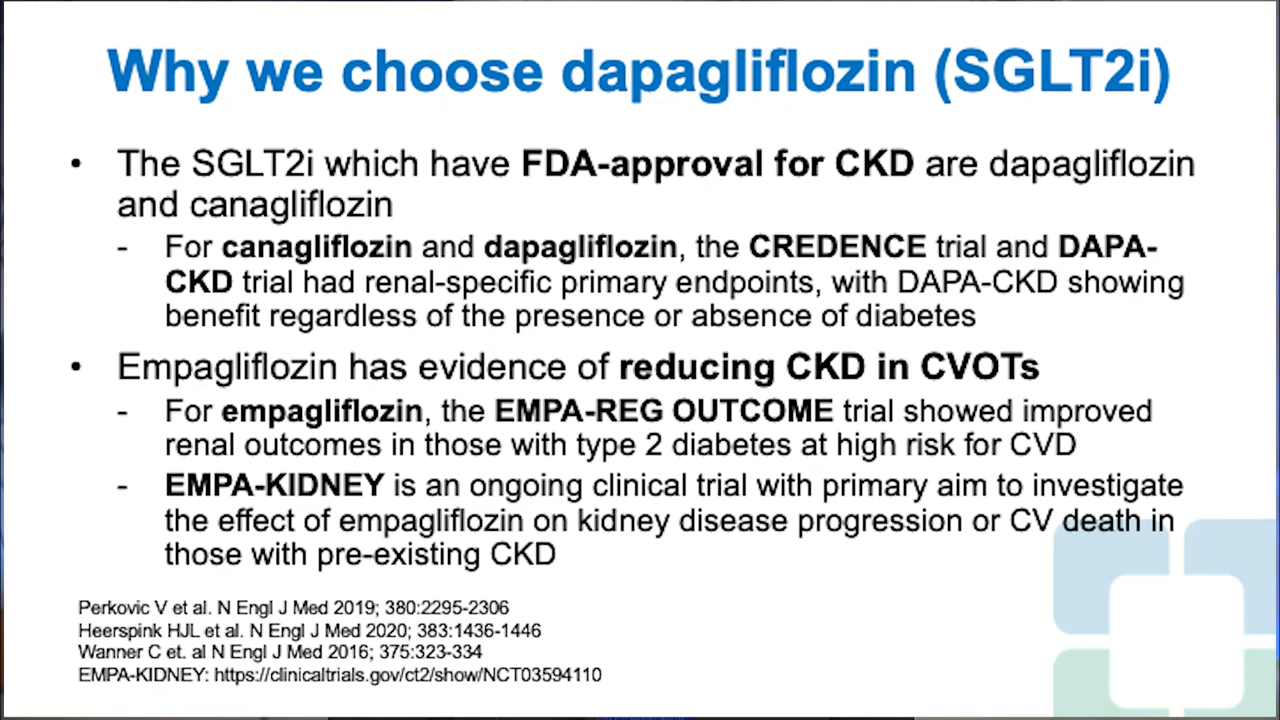 Why we choose dapagliflozin (SGLT2i)
• The SGLT2i which have FDA-approval for CKD are dapagliflozin
and canagliflozin
- For canagliflozin and dapagliflozin, the CREDENCE trial and DAPA-
CKD trial had renal-specific primary endpoints, with DAPA-CKD showing
benefit regardless of the presence or absence of diabetes
• Empagliflozin has evidence of reducing CKD in CVOTs
- For empagliflozin, the EMPA-REG OUTCOME trial showed improved
renal outcomes in those with type 2 diabetes at high risk for CVD
- EMPA-KIDNEY is an ongoing clinical trial with primary aim to investigate
the effect of empagliflozin on kidney disease progression or CV death in
those with pre-existing CKD
Perkovic V et al. N Engl J Med 2019; 380:2295-2306
Heerspink HJL et al. N Engl J Med 2020; 383:1436-1446
Wanner C et. al N Engl J Med 2016; 375:323-334
EMPA-KIDNEY: https://clinicaltrials.gov/ct2/show/NCT03594110